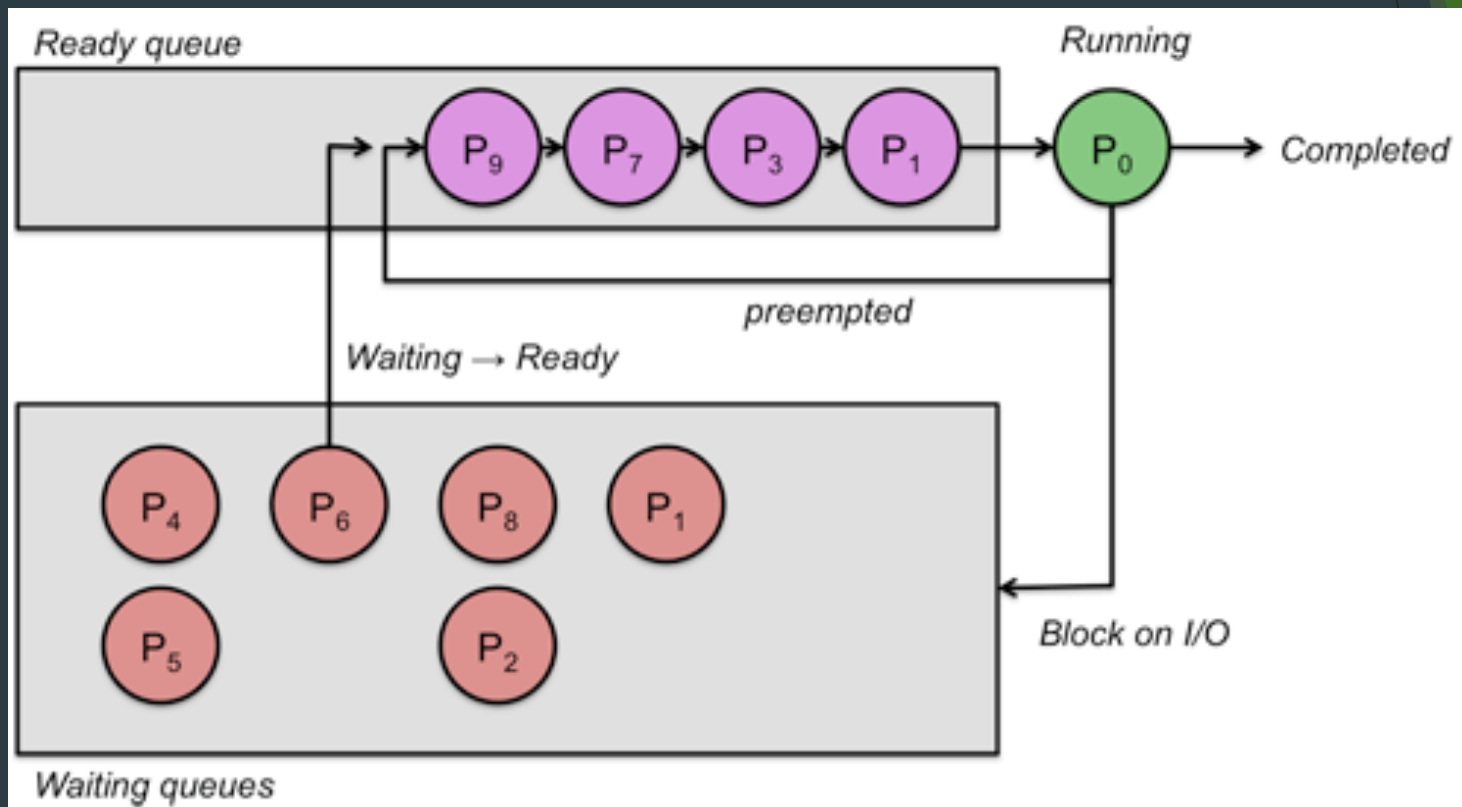 Ready queue
Running
P₉
P₇
P₃
P₁
P₀
Completed
preempted
Waiting → Ready
P₄
P₆
P₈
P₁
P₅
P₂
Block on I/O
Waiting queues